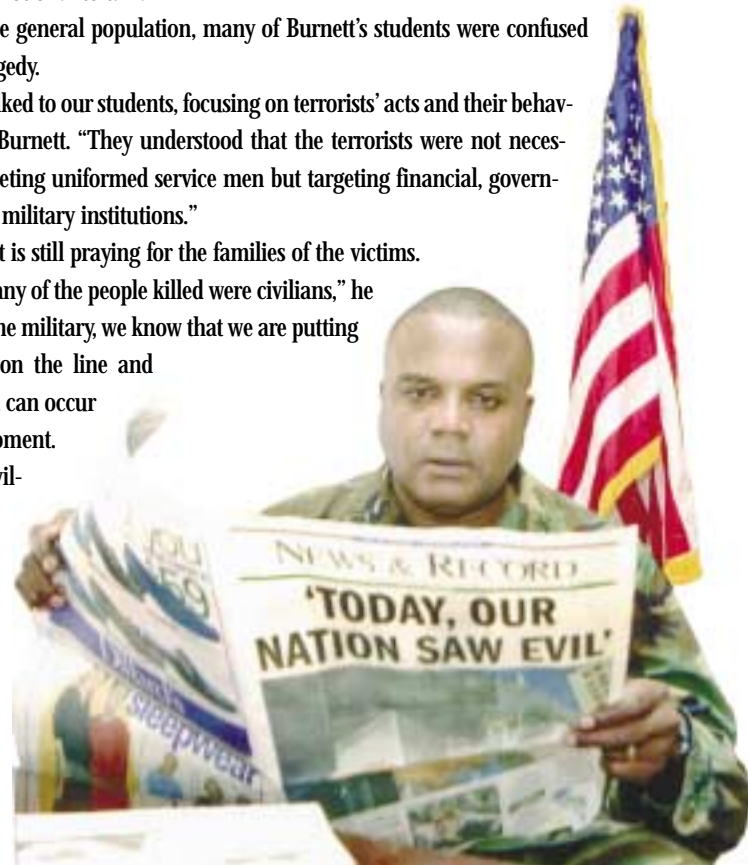 e general population, many of Burnett’s students were confused
gedy.
ked to our students, focusing on terrorists’ acts and their behav-
Burnett. “They understood that the terrorists were not neces-
eting uniformed service men but targeting financial, govern-
military institutions.”
t is still praying for the families of the victims.
any of the people killed were civilians,” he
he military, we know that we are putting
on the line and
can occur
oment.
vil-
59
sleepwear
NEWS & RECORD
‘TODAY, OUR
NATION SAW EVIL’